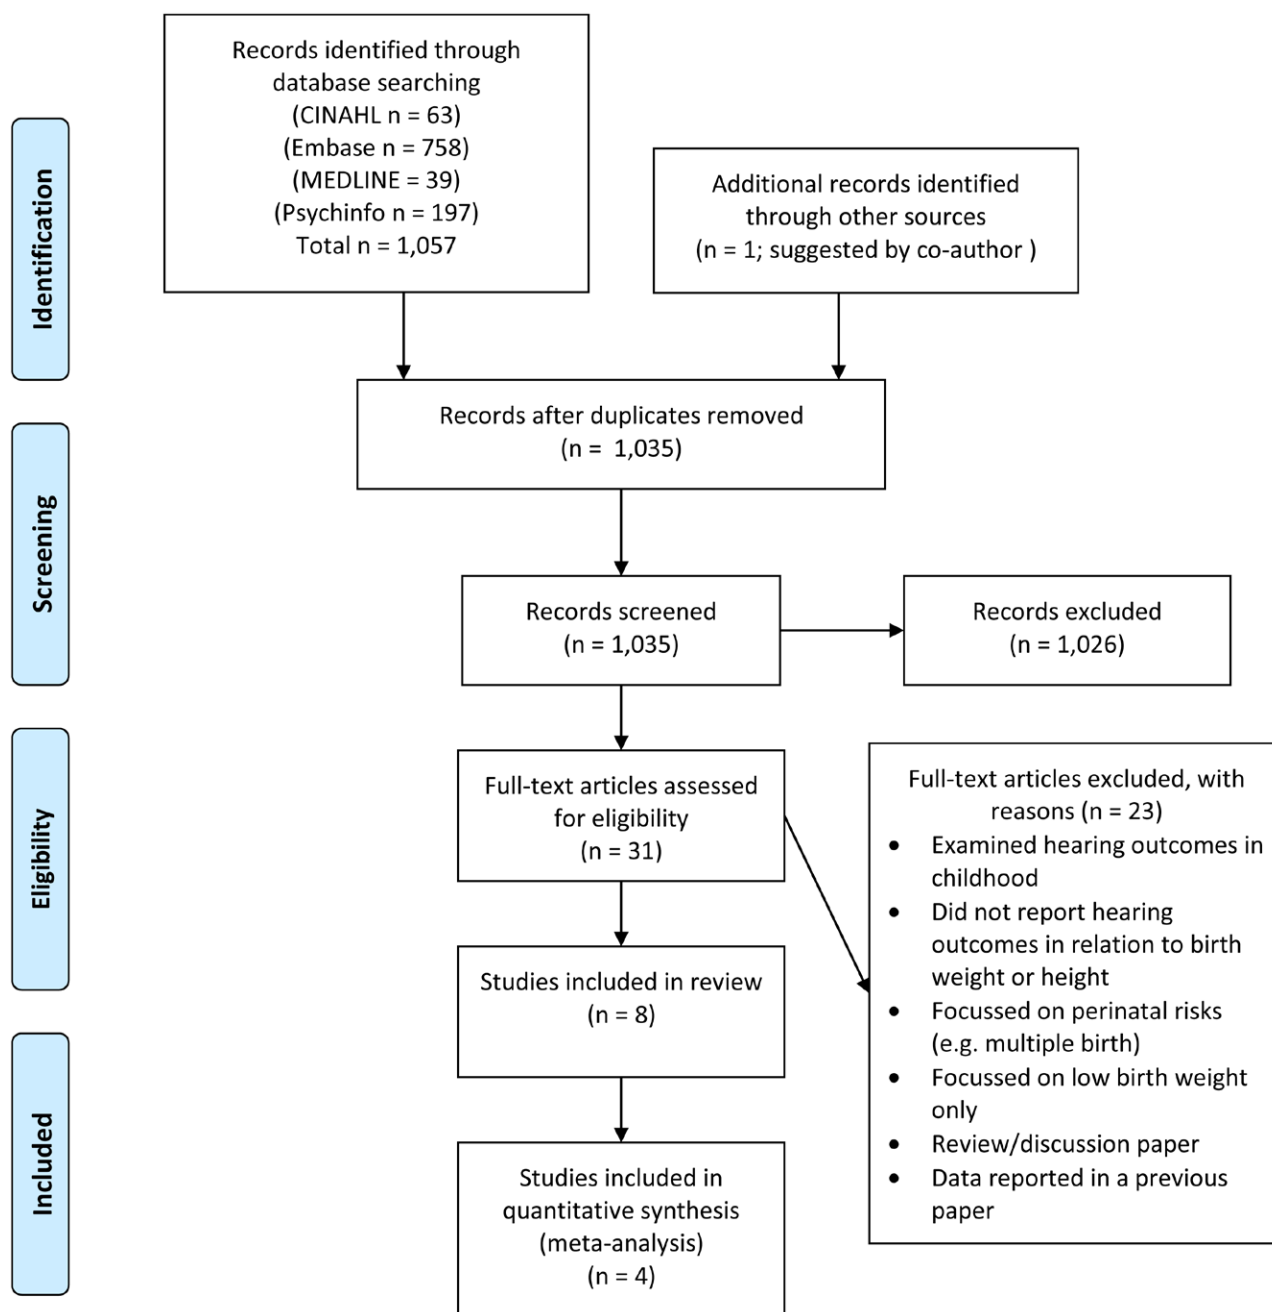 Identification
Records identified through
database searching
(CINAHL n = 63)
(Embase n = 758)
(MEDLINE = 39)
(Psychinfo n = 197)
Total n = 1,057
Additional records identified
through other sources
(n = 1; suggested by co-author )
Records after duplicates removed
(n =  1,035)
Screening
Records screened
(n = 1,035)
Records excluded
(n = 1,026)
Eligibility
Full-text articles assessed
for eligibility
(n = 31)
Full-text articles excluded, with
reasons (n = 23)
• Examined hearing outcomes in
childhood
• Did not report hearing
outcomes in relation to birth
weight or height
• Focussed on perinatal risks
(e.g. multiple birth)
• Focussed on low birth weight
only
• Review/discussion paper
• Data reported in a previous
paper
Studies included in review
(n = 8)
Included
Studies included in
quantitative synthesis
(meta-analysis)
(n = 4)